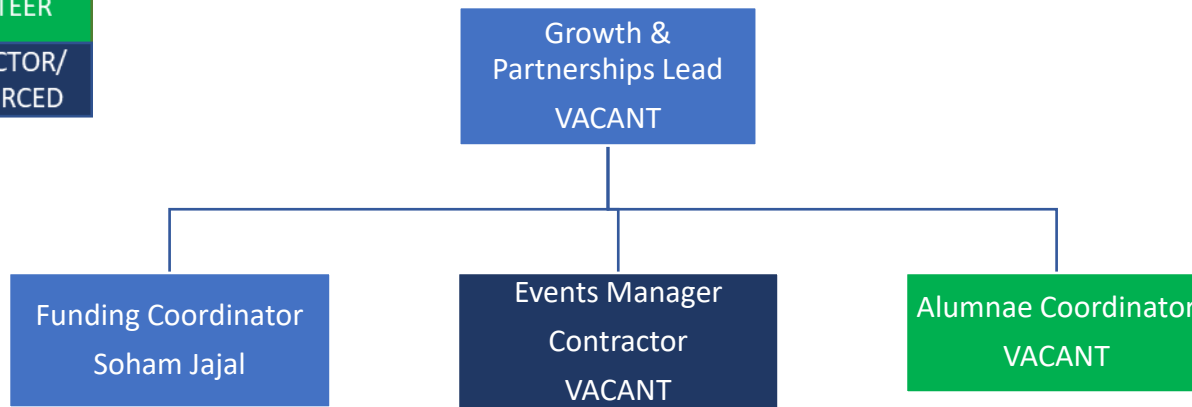 TEER
CTOR/
RCED
Growth &
Partnerships Lead
VACANT
Funding Coordinator
Soham Jajal
Events Manager
Contractor
VACANT
Alumnae Coordinator
VACANT